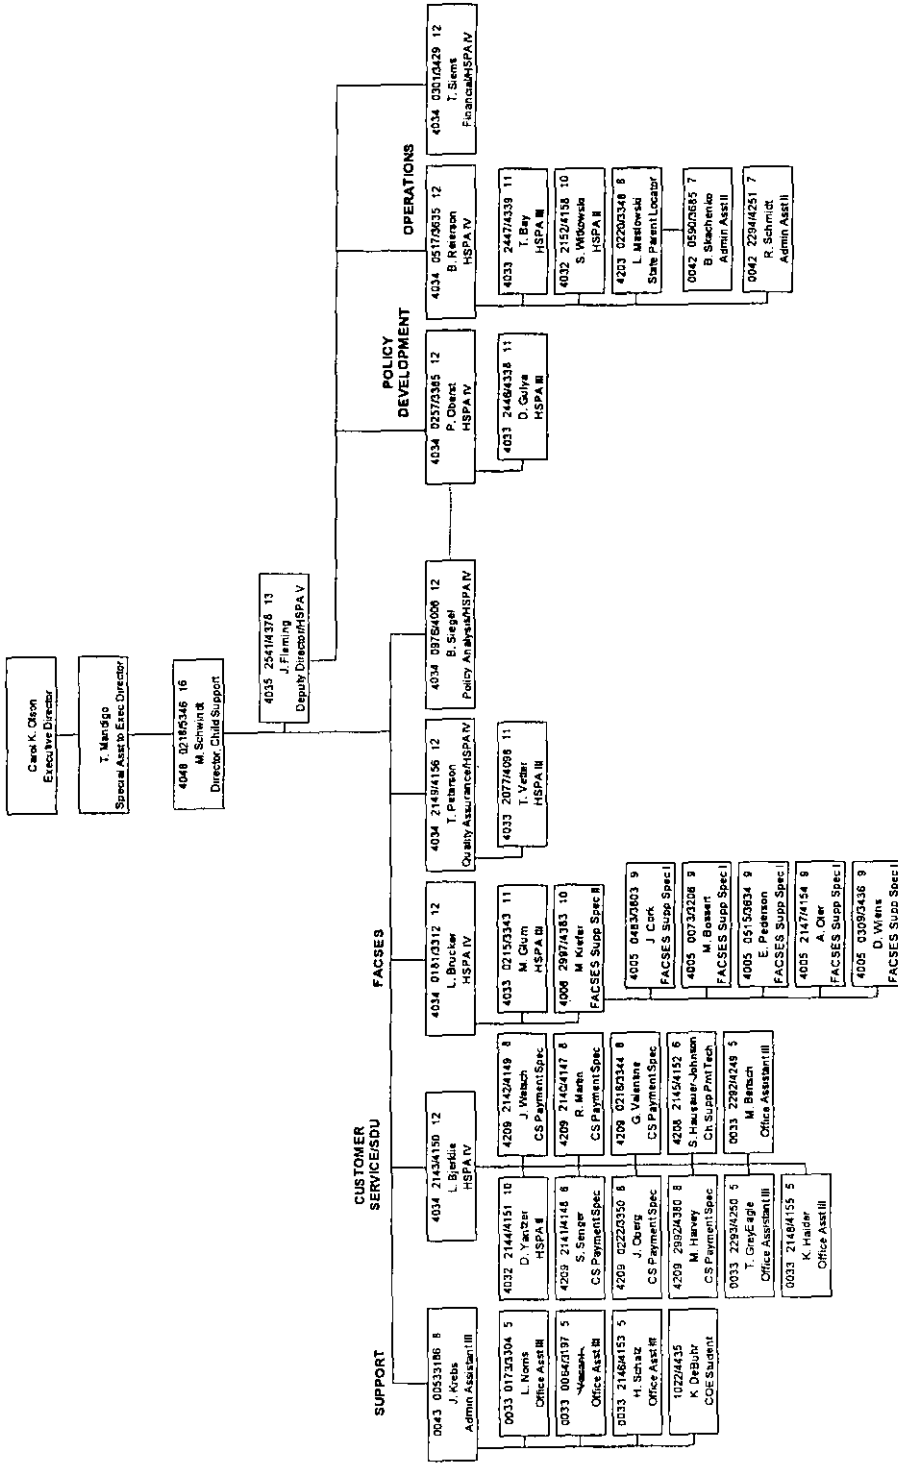 Carol K. Olson
Executive Director
T. Mandigo
Special Asst to Exec Director
4048 0216/5346 16
M. Schwindt
Director, Child Support
4035 2541/4378 13
J. Fleming
Deputy Director/HSPA V
SUPPORT
0043 00533186 8
J. Krebs
Admin Assistant III
0033 0173/3304 5
L. Norris
Office Asst III
0033 0064/3197 5
Vacant
Office Asst III
0033 2146/4153 5
H. Schatz
Office Asst III
1022/4435
K. DeBuhr
COE Student
CUSTOMER
SERVICE/SDU
4034 2143/4150 12
L. Bjerklie
HSPA IV
4032 2144/4151 10
D. Yantzer
HSPA II
4209 2141/4148 8
S. Senger
CS Payment Spec
4209 0222/3350 8
J. Oberg
CS Payment Spec
4209 2992/4380 8
M. Harvey
CS Payment Spec
0033 2293/4250 5
T. GreyEagle
Office Assistant III
0033 2148/4155 5
K. Haider
Office Asst III
4209 2142/4149 8
J. Welsch
CS Payment Spec
4209 2140/4147 8
R. Martin
CS Payment Spec
4209 0218/3344 8
G. Valentine
CS Payment Spec
4208 2145/4152 6
S. Hausauer-Johnson
Ch Supp Pmt Tech
0033 2292/4249 5
M. Bertsch
Office Assistant III
FACSES
4034 0181/3312 12
L. Brucker
HSPA IV
4033 0215/3343 11
M. Glum
HSPA III
4006 2997/4383 10
M Kiefer
FACSES Supp Spec II
4005 0483/3603 9
J Cork
FACSES Supp Spec I
4005 0073/3206 9
M. Bossert
FACSES Supp Spec I
4005 0515/3634 9
E. Pederson
FACSES Supp Spec I
4005 2147/4154 9
A. Oler
FACSES Supp Spec I
4005 0309/3436 9
D. Wiens
FACSES Supp Spec I
4034 2149/4156 12
T. Peterson
Quality Assurance/HSPA IV
4033 2077/4098 11
T. Vetter
HSPA III
4034 0976/4006 12
B. Siegel
Policy Analysis/HSPA IV
POLICY
DEVELOPMENT
4034 0257/3385 12
P. Oberst
HSPA IV
4033 2446/4338 11
D. Gulya
HSPA III
OPERATIONS
4034 0517/3635 12
B. Reierson
HSPA IV
4033 2447/4339 11
T. Bay
HSPA III
4032 2152/4158 10
S. Witkowski
HSPA II
4203 0220/3348 8
L. Maslowski
State Parent Locator
0042 0590/3685 7
B. Skachenko
Admin Asst II
0042 2294/4251 7
R. Schmidt
Admin Asst II
4034 0301/3429 12
T. Siems
Financial/HSPA IV